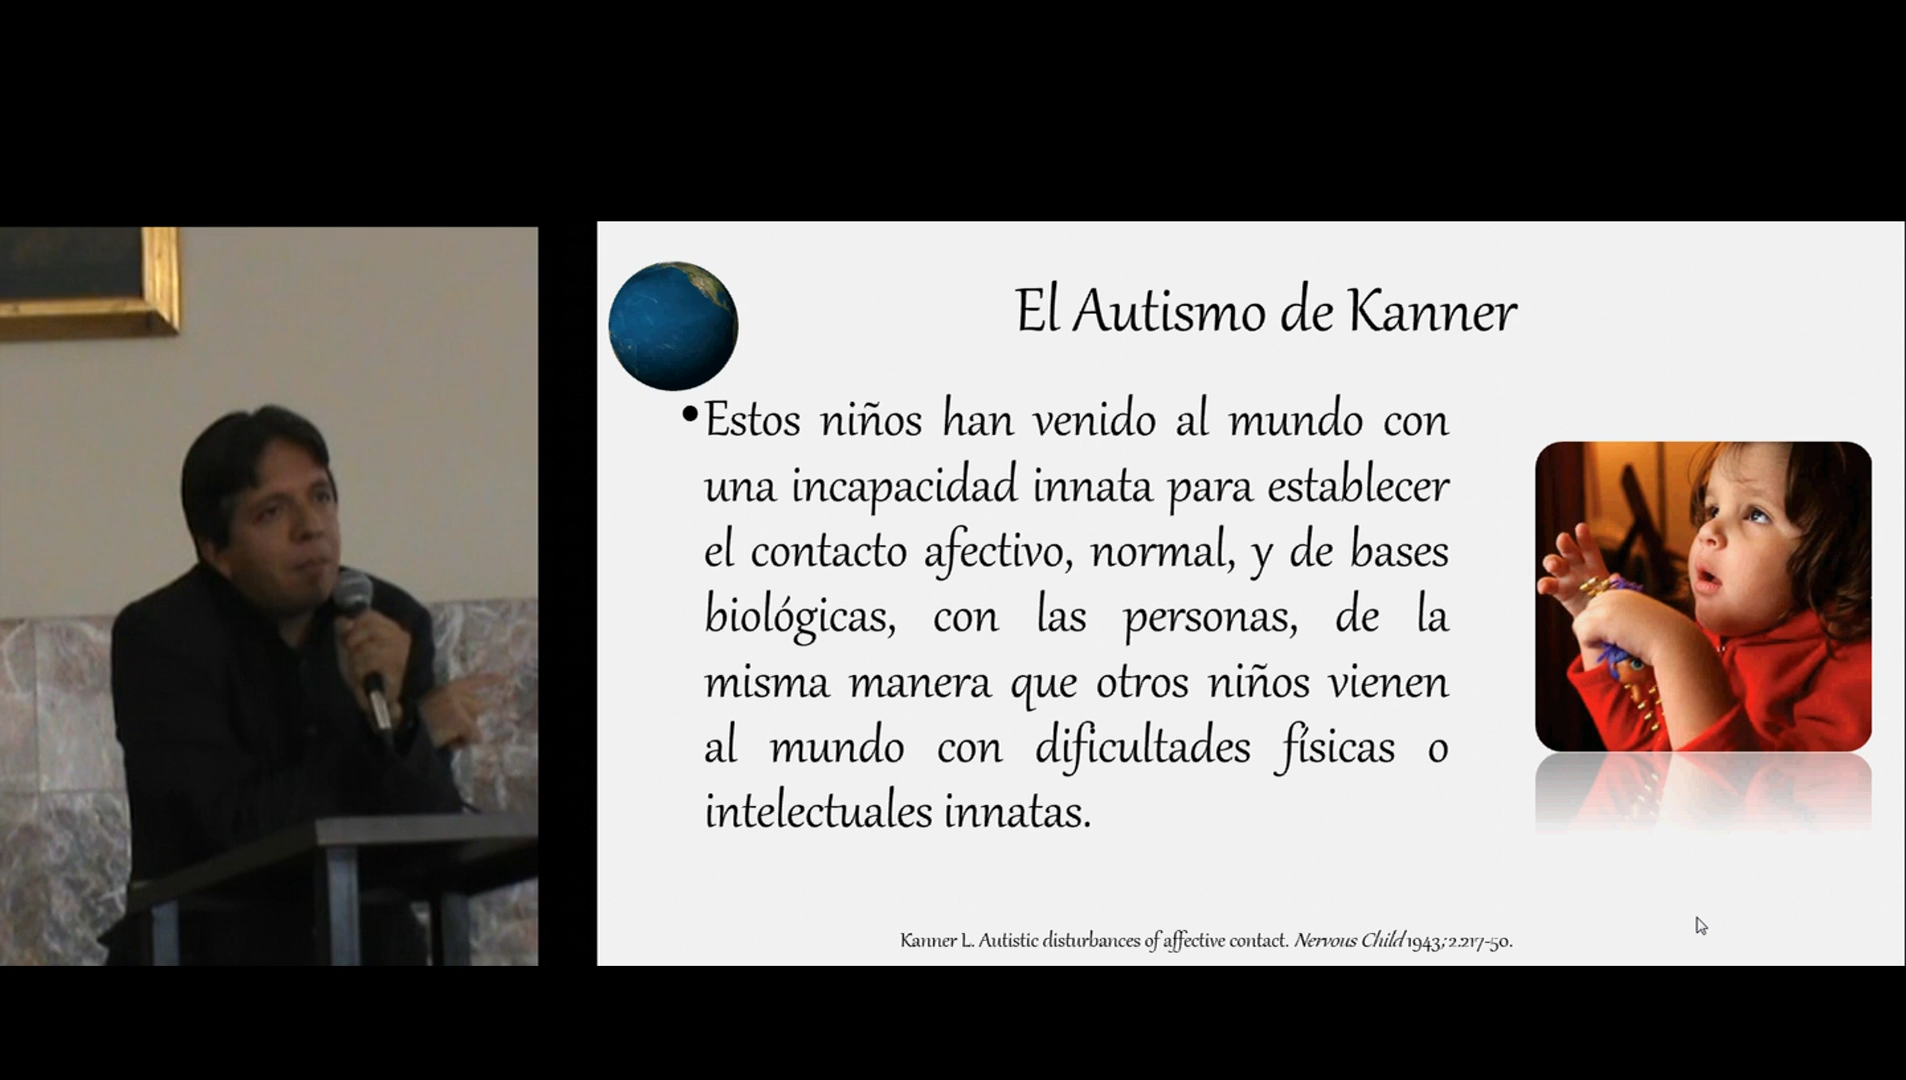 El Autismo de Kanner
•Estos niños han venido al mundo con
una incapacidad innata para establecer
el contacto afectivo, normal, y de bases
biológicas, con las personas, de la
misma manera que otros niños vienen
al mundo con dificultades físicas o
intelectuales innatas.
Kanner L. Autistic disturbances of affective contact. Nervous Child 1943;2.217-50.